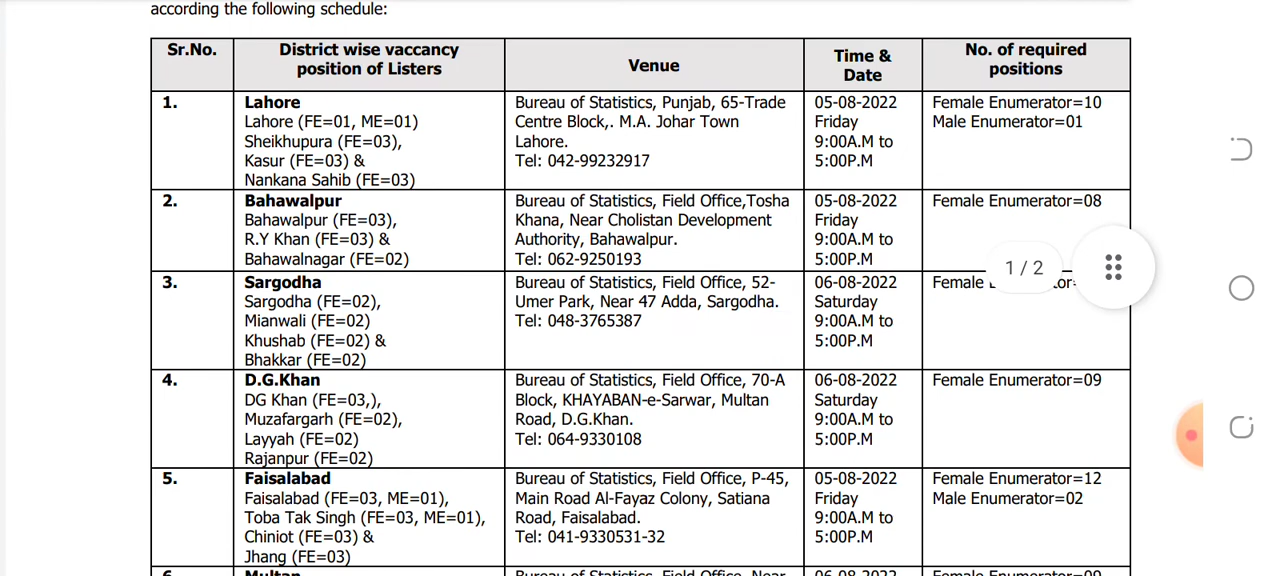 according the following schedule:
Sr.No.
District wise vaccancy
position of Listers
Venue
Time &
Date
No. of required
positions
1.
Lahore
Lahore (FE=01, ME=01)
Sheikhupura (FE=03),
Kasur (FE=03) &
Nankana Sahib (FE=03)
Bureau of Statistics, Punjab, 65-Trade
Centre Block,. M.A. Johar Town
Lahore.
Tel: 042-99232917
05-08-2022
Friday
9:00A.M to
5:00P.M
Female Enumerator=10
Male Enumerator=01
2.
Bahawalpur
Bahawalpur (FE=03),
R.Y Khan (FE=03) &
Bahawalnagar (FE=02)
Bureau of Statistics, Field Office,Tosha
Khana, Near Cholistan Development
Authority, Bahawalpur.
Tel: 062-9250193
05-08-2022
Friday
9:00A.M to
5:00P.M
Female Enumerator=08
1 / 2
3.
Sargodha
Sargodha (FE=02),
Mianwali (FE=02)
Khushab (FE=02) &
Bhakkar (FE=02)
Bureau of Statistics, Field Office, 52-
Umer Park, Near 47 Adda, Sargodha.
Tel: 048-3765387
06-08-2022
Saturday
9:00A.M to
5:00P.M
Female
4.
D.G.Khan
DG Khan (FE=03,),
Muzafargarh (FE=02),
Layyah (FE=02)
Rajanpur (FE=02)
Bureau of Statistics, Field Office, 70-A
Block, KHAYABAN-e-Sarwar, Multan
Road, D.G.Khan.
Tel: 064-9330108
06-08-2022
Saturday
9:00A.M to
5:00P.M
Female Enumerator=09
5.
Faisalabad
Faisalabad (FE=03, ME=01),
Toba Tak Singh (FE=03, ME=01),
Chiniot (FE=03) &
Jhang (FE=03)
Bureau of Statistics, Field Office, P-45,
Main Road Al-Fayaz Colony, Satiana
Road, Faisalabad.
Tel: 041-9330531-32
05-08-2022
Friday
9:00A.M to
5:00P.M
Female Enumerator=12
Male Enumerator=02